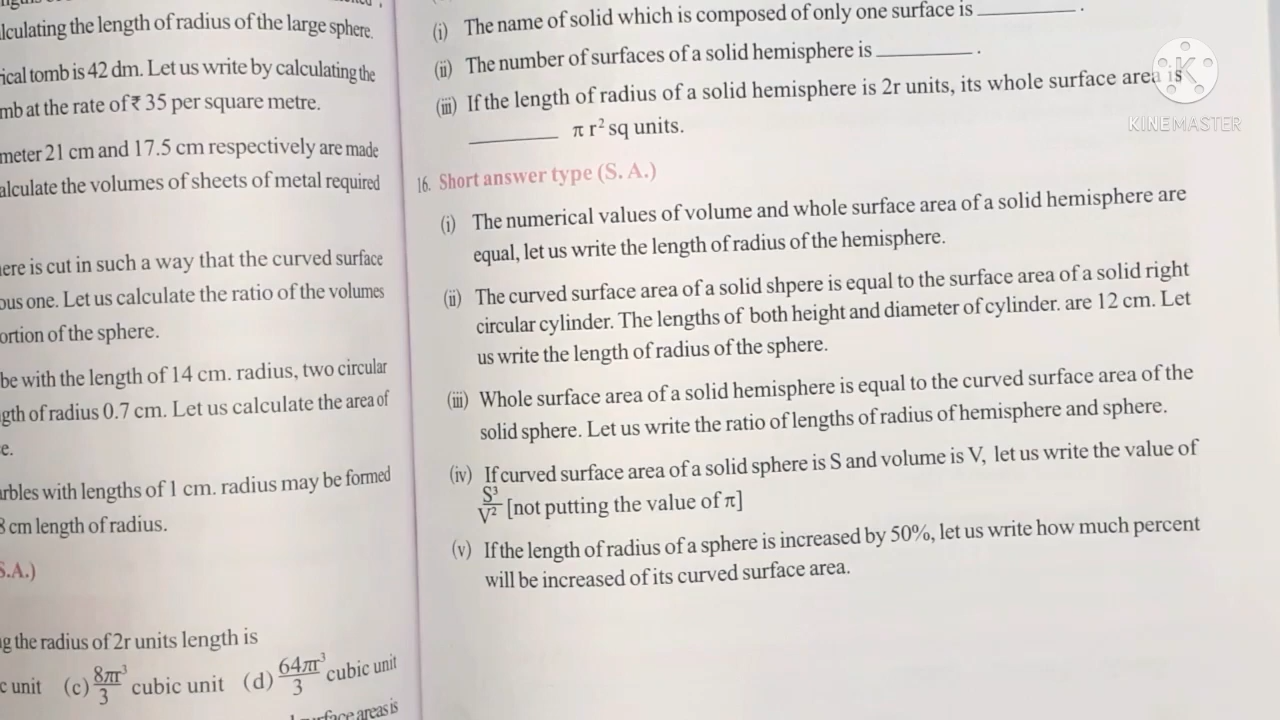 lculating the length of radius of the large sphere.
ical tomb is 42 dm. Let us write by calculating the
mb at the rate of ₹ 35 per square metre.
meter 21 cm and 17.5 cm respectively are made
alculate the volumes of sheets of metal required
ere is cut in such a way that the curved surface
ous one. Let us calculate the ratio of the volumes
ortion of the sphere.
be with the length of 14 cm. radius, two circular
gth of radius 0.7 cm. Let us calculate the area of
e.
arbles with lengths of 1 cm. radius may be formed
8 cm length of radius.
S.A.)
g the radius of 2r units length is
c unit (c) 8πr³/3 cubic unit (d) 64πr³/3 cubic unit
surface areas is
(i) The name of solid which is composed of only one surface is ________ .
(ii) The number of surfaces of a solid hemisphere is ________ .
(iii) If the length of radius of a solid hemisphere is 2r units, its whole surface area is
________ π r² sq units.
16. Short answer type (S. A.)
(i) The numerical values of volume and whole surface area of a solid hemisphere are
equal, let us write the length of radius of the hemisphere.
(ii) The curved surface area of a solid shpere is equal to the surface area of a solid right
circular cylinder. The lengths of both height and diameter of cylinder. are 12 cm. Let
us write the length of radius of the sphere.
(iii) Whole surface area of a solid hemisphere is equal to the curved surface area of the
solid sphere. Let us write the ratio of lengths of radius of hemisphere and sphere.
(iv) If curved surface area of a solid sphere is S and volume is V, let us write the value of
S³/V² [not putting the value of π]
(v) If the length of radius of a sphere is increased by 50%, let us write how much percent
will be increased of its curved surface area.
K
KINEMASTER